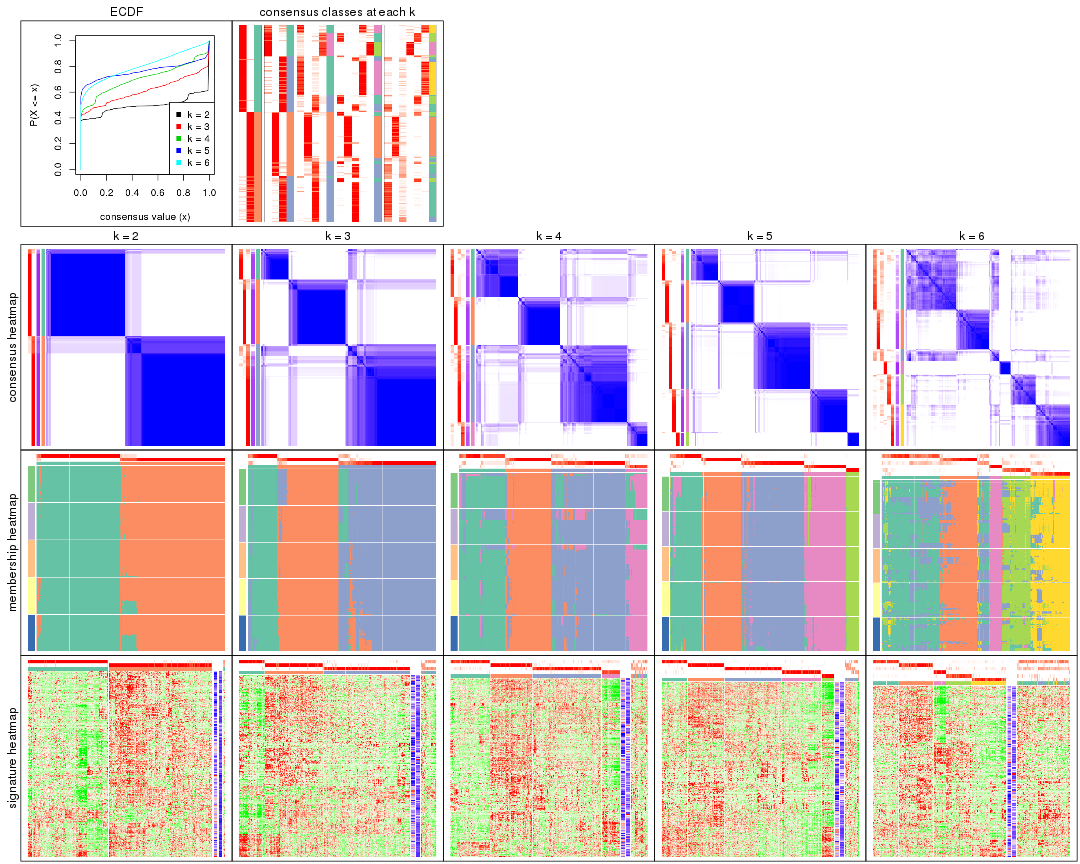 ECDF
consensus classes at each k
P(X <= x)
1.0
0.8
0.6
0.4
0.2
0.0
k = 2
k = 3
k = 4
k = 5
k = 6
0.0 0.2 0.4 0.6 0.8 1.0
consensus value (x)
k = 2
k = 3
k = 4
k = 5
k = 6
consensus heatmap
membership heatmap
signature heatmap